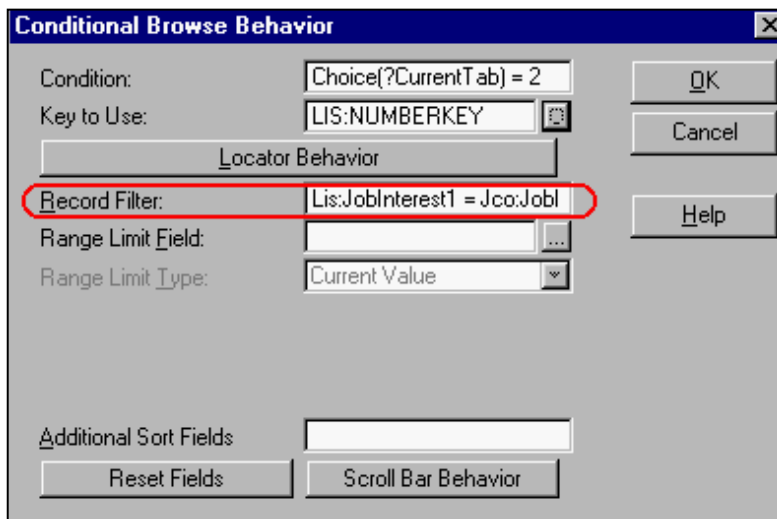 Conditional Browse Behavior
Condition: Choice(?CurrentTab) = 2 OK
Key to Use: LIS:NUMBERKEY Cancel
Locator Behavior
Record Filter: Lis:JobInterest1 = Jco:JobI
Range Limit Field: ... Help
Range Limit Type: Current Value
Additional Sort Fields
Reset Fields Scroll Bar Behavior